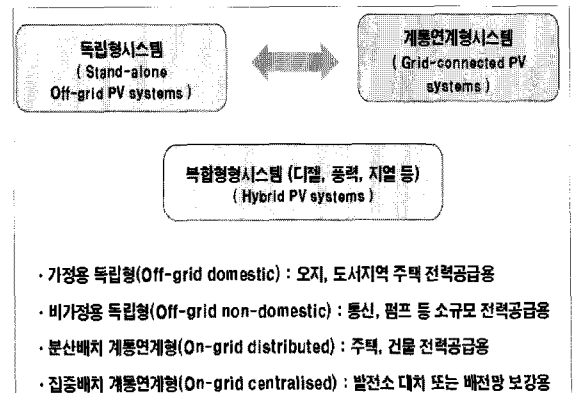 독립형시스템
( Stand-alone
Off-grid PV systems )
계통연계형시스템
( Grid-connected PV
systems )
복합형형시스템 (디젤, 풍력, 지열 등)
( Hybrid PV systems )
· 가정용 독립형(Off-grid domestic) : 오지, 도서지역 주택 전력공급용
· 비가정용 독립형(Off-grid non-domestic) : 통신, 펌프 등 소규모 전력공급용
· 분산배치 계통연계형(On-grid distributed) : 주택, 건물 전력공급용
· 집중배치 계통연계형(On-grid centralised) : 발전소 대치 또는 배전망 보강용